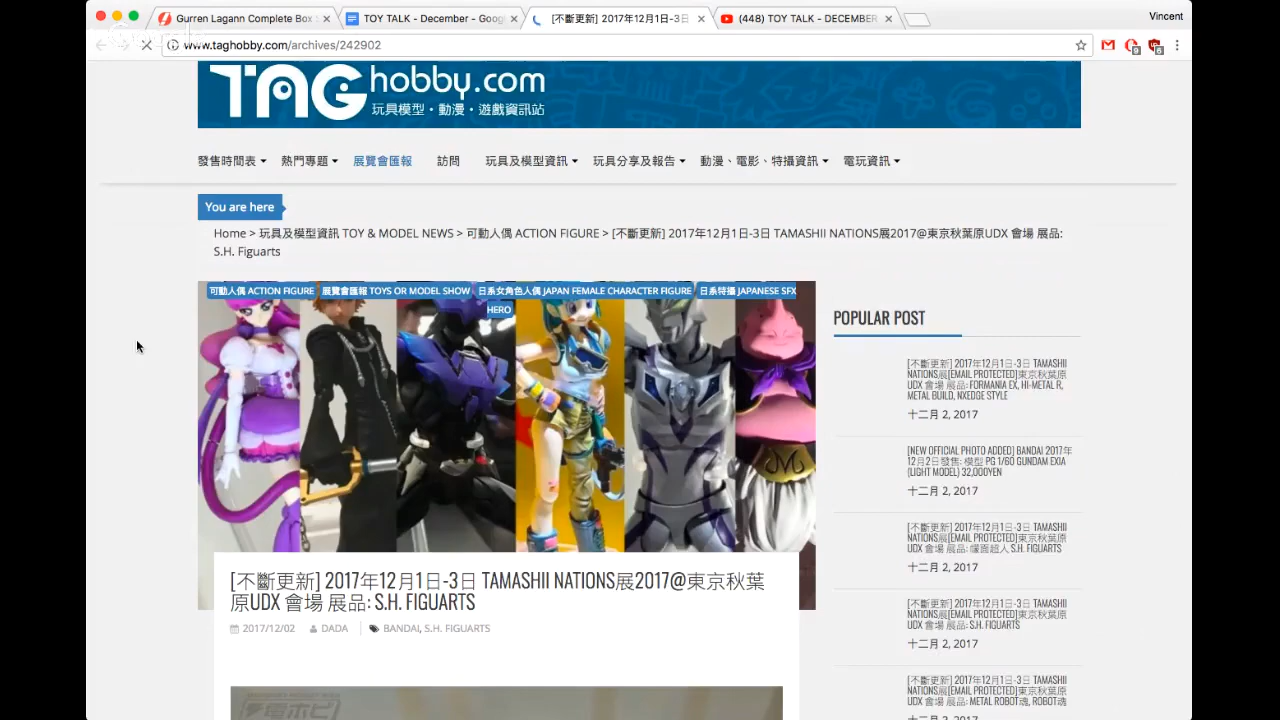 Gurren Lagann Complete Box S
TOY TALK - December - Googl
[不斷更新] 2017年12月1日-3日
(448) TOY TALK - DECEMBER
Vincent
www.taghobby.com/archives/242902
9
6
TAG hobby.com
玩具模型・動漫・遊戲資訊站
發售時間表
熱門專題
展覽會匯報
訪問
玩具及模型資訊
玩具分享及報告
動漫、電影、特攝資訊
電玩資訊
You are here
Home > 玩具及模型資訊 TOY & MODEL NEWS > 可動人偶 ACTION FIGURE > [不斷更新] 2017年12月1日-3日 TAMASHII NATIONS展2017@東京秋葉原UDX 會場 展品:
S.H. Figuarts
可動人偶 ACTION FIGURE
展覽會匯報 TOYS OR MODEL SHOW
日系女角色人偶 JAPAN FEMALE CHARACTER FIGURE
日系特攝 JAPANESE SFX
HERO
[不斷更新] 2017年12月1日-3日 TAMASHII NATIONS展2017@東京秋葉
原UDX 會場 展品: S.H. FIGUARTS
2017/12/02
DADA
BANDAI, S.H. FIGUARTS
電ホビ
POPULAR POST
[不斷更新] 2017年12月1日-3日 TAMASHII
NATIONS展[EMAIL PROTECTED]東京秋葉原
UDX 會場 展品: FORMANIA EX, HI-METAL R,
METAL BUILD, NXEDGE STYLE
十二月 2, 2017
[NEW OFFICIAL PHOTO ADDED] BANDAI 2017年
12月2日發售: 模型 PG 1/60 GUNDAM EXIA
(LIGHT MODEL) 32,000YEN
十二月 2, 2017
[不斷更新] 2017年12月1日-3日 TAMASHII
NATIONS展[EMAIL PROTECTED]東京秋葉原
UDX 會場 展品: 幪面超人 S.H. FIGUARTS
十二月 2, 2017
[不斷更新] 2017年12月1日-3日 TAMASHII
NATIONS展[EMAIL PROTECTED]東京秋葉原
UDX 會場 展品: S.H. FIGUARTS
十二月 2, 2017
[不斷更新] 2017年12月1日-3日 TAMASHII
NATIONS展[EMAIL PROTECTED]東京秋葉原
UDX 會場 展品: METAL ROBOT魂, ROBOT魂